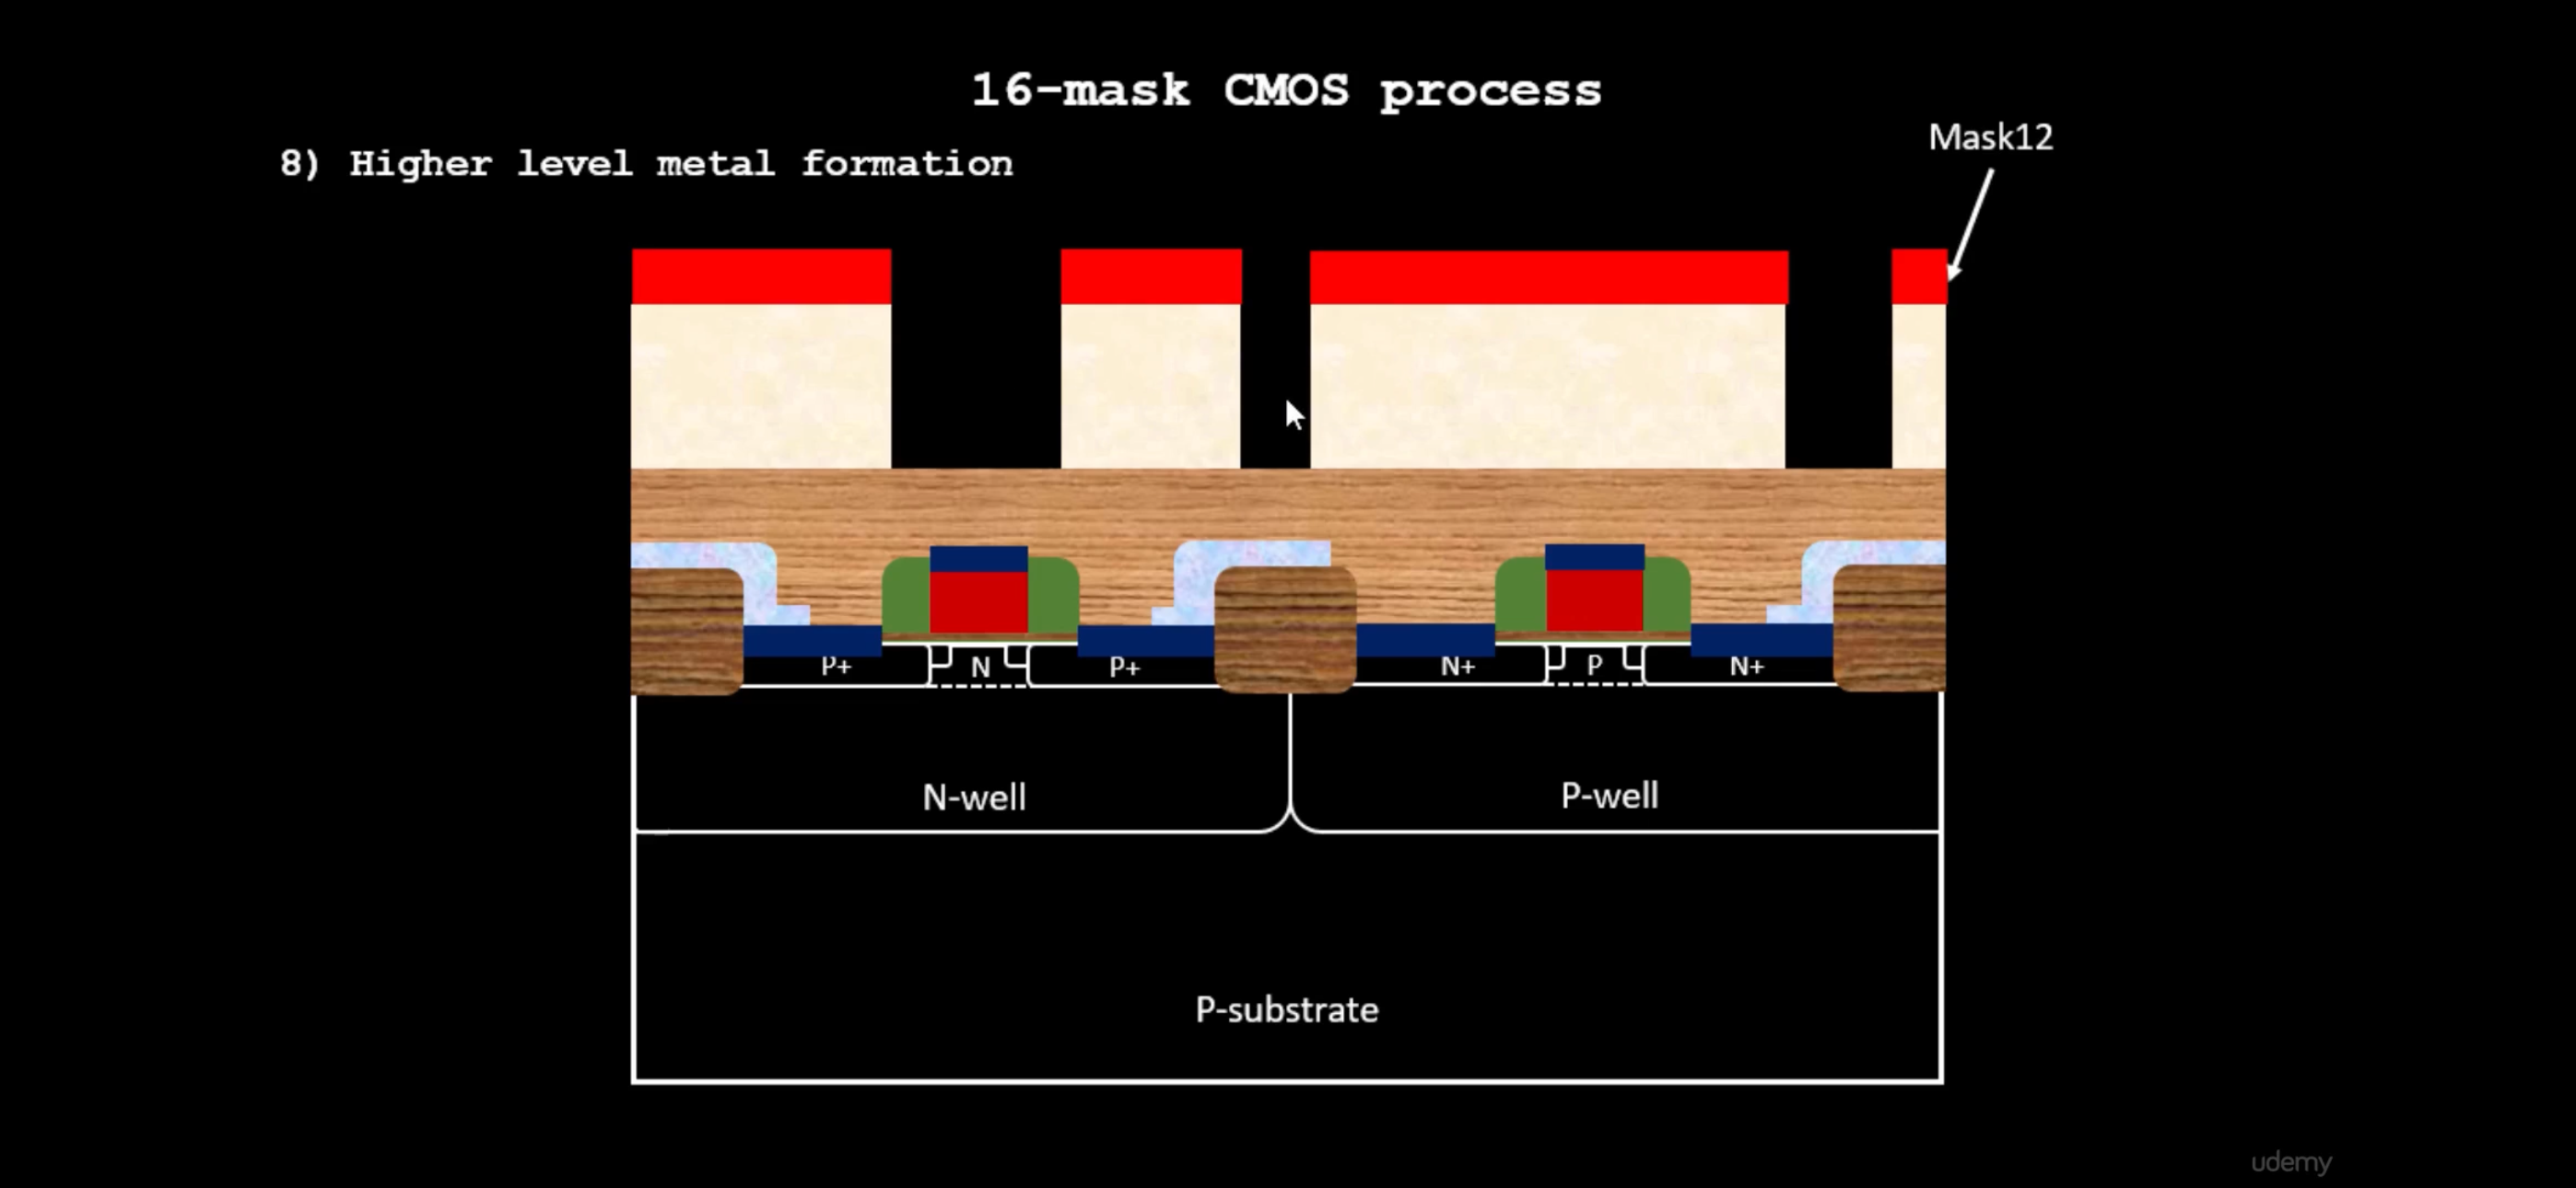 16-mask CMOS process
Mask12
8) Higher level metal formation
P+ N P+ N+ P N+
N-well P-well
P-substrate
udemy